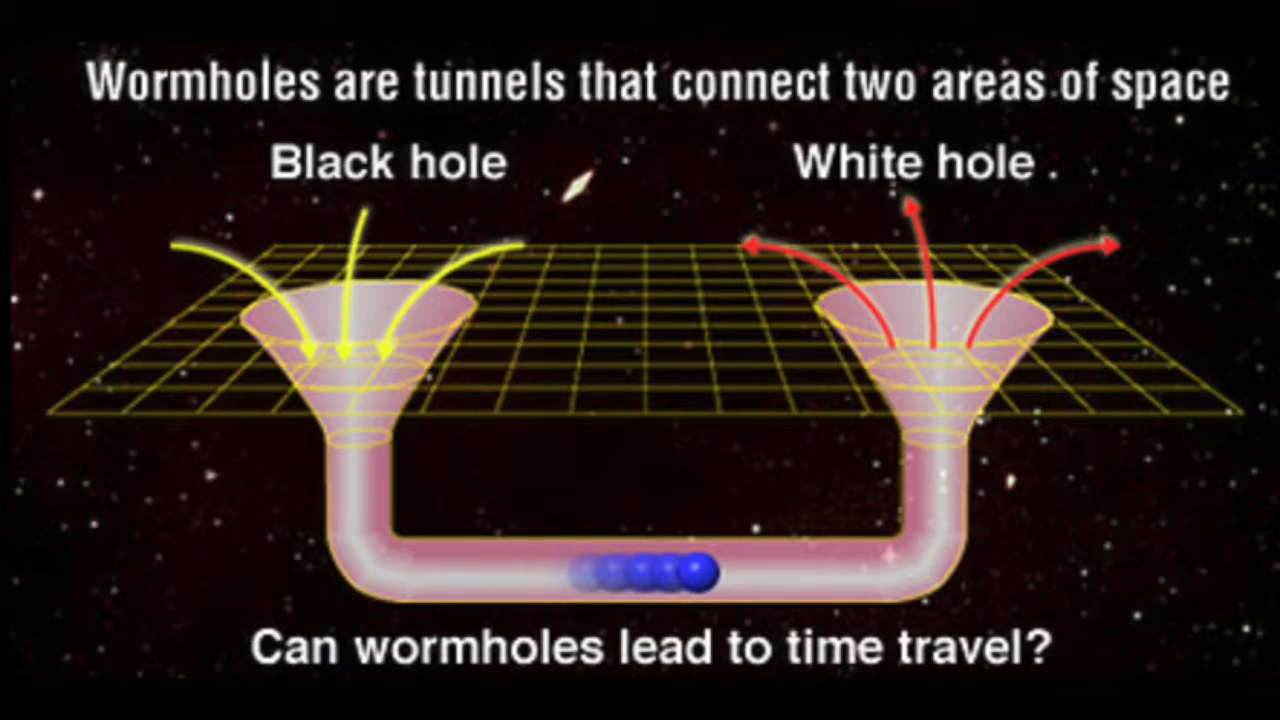 Wormholes are tunnels that connect two areas of space
Black hole
White hole
Can wormholes lead to time travel?